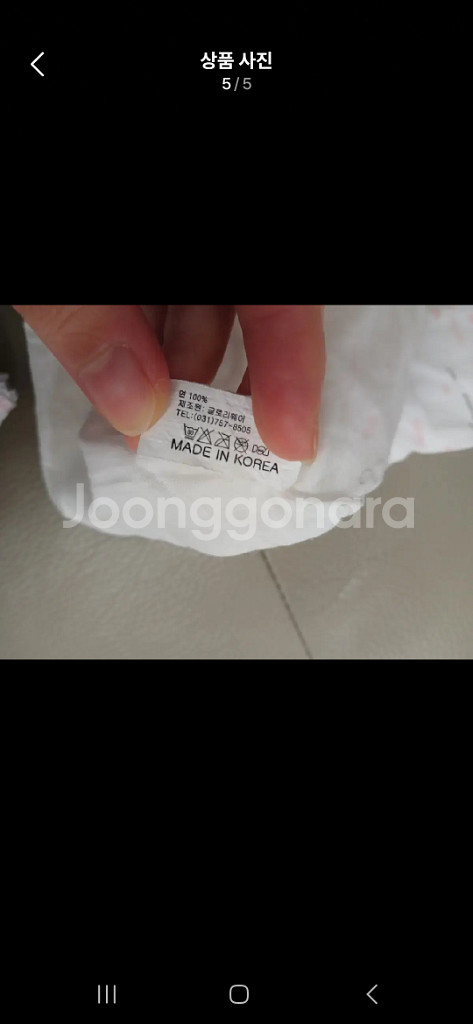 상품 사진
5/5
면 100%
제조원: 글로리웨어
TEL:(031)757-8505
MADE IN KOREA
Joonggonara